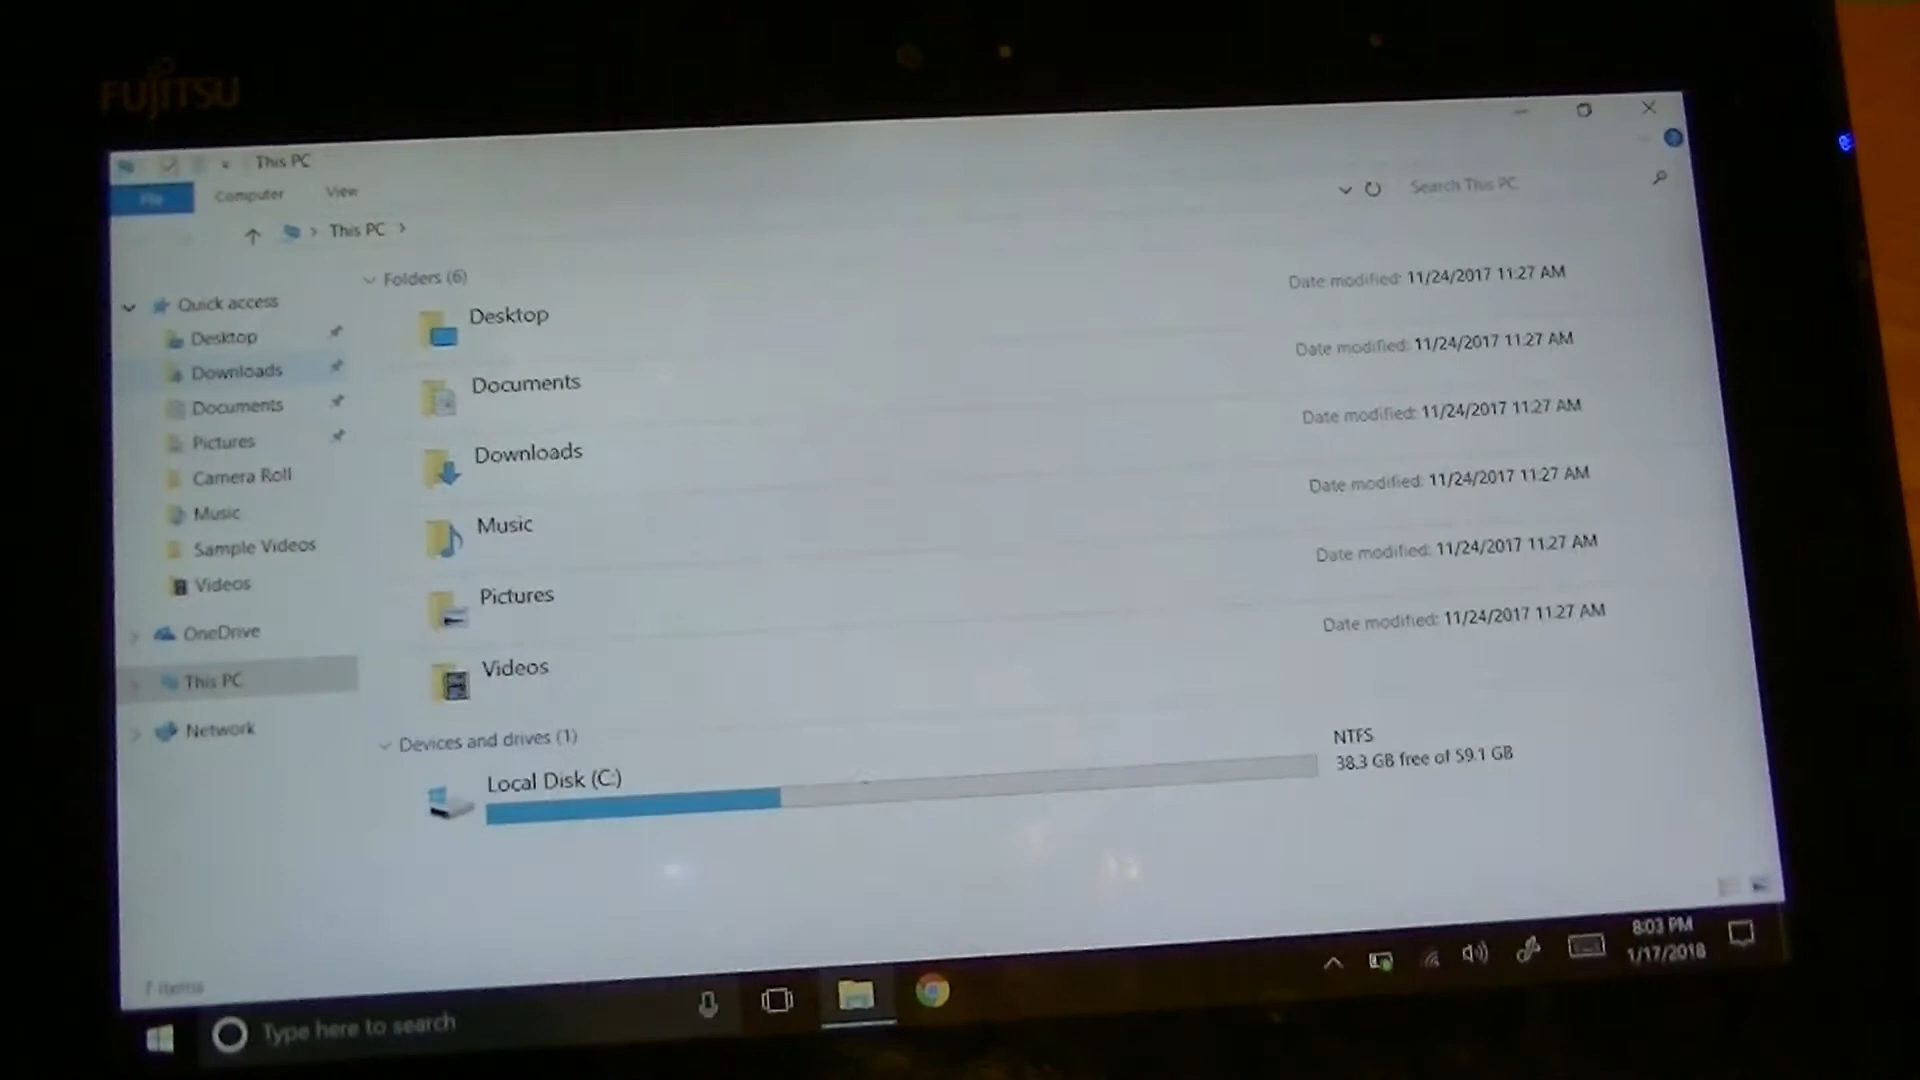 FUJITSU
This PC
File Computer View
This PC
Search This PC
Quick access
Desktop
Downloads
Documents
Pictures
Camera Roll
Music
Sample Videos
Videos
OneDrive
This PC
Network
Folders (6)
Desktop
Date modified: 11/24/2017 11:27 AM
Documents
Date modified: 11/24/2017 11:27 AM
Downloads
Date modified: 11/24/2017 11:27 AM
Music
Date modified: 11/24/2017 11:27 AM
Pictures
Date modified: 11/24/2017 11:27 AM
Videos
Date modified: 11/24/2017 11:27 AM
Devices and drives (1)
Local Disk (C:)
NTFS
38.3 GB free of 59.1 GB
7 items
Type here to search
8:03 PM
1/17/2018